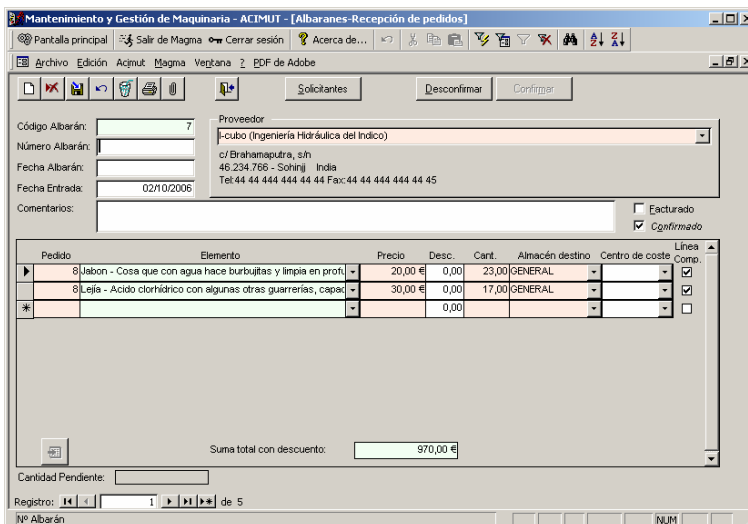 Mantenimiento y Gestión de Maquinaria - ACIMUT - [Albaranes-Recepción de pedidos]
Pantalla principal Salir de Magma Cerrar sesión Acerca de...
Archivo Edición Acimut Magma Ventana ? PDF de Adobe
Solicitantes Desconfirmar Confirmar
Código Albarán: 7
Número Albarán:
Fecha Albarán:
Fecha Entrada: 02/10/2006
Proveedor
I-cubo (Ingeniería Hidráulica del Indico)
c/ Brahamaputra, s/n
46.234.766 - Sohinjj India
Tel:44 44 444 444 44 44 Fax:44 44 444 444 44 45
Comentarios:
Facturado
Confirmado
Pedido Elemento Precio Desc. Cant. Almacén destino Centro de coste Línea Comp.
8 Jabon - Cosa que con agua hace burbujitas y limpia en profu 20,00 € 0,00 23,00 GENERAL
8 Lejía - Acido clorhídrico con algunas otras guarrerías, capac 30,00 € 0,00 17,00 GENERAL
0,00
Suma total con descuento: 970,00 €
Cantidad Pendiente:
Registro: 1 de 5
Nº Albarán NUM